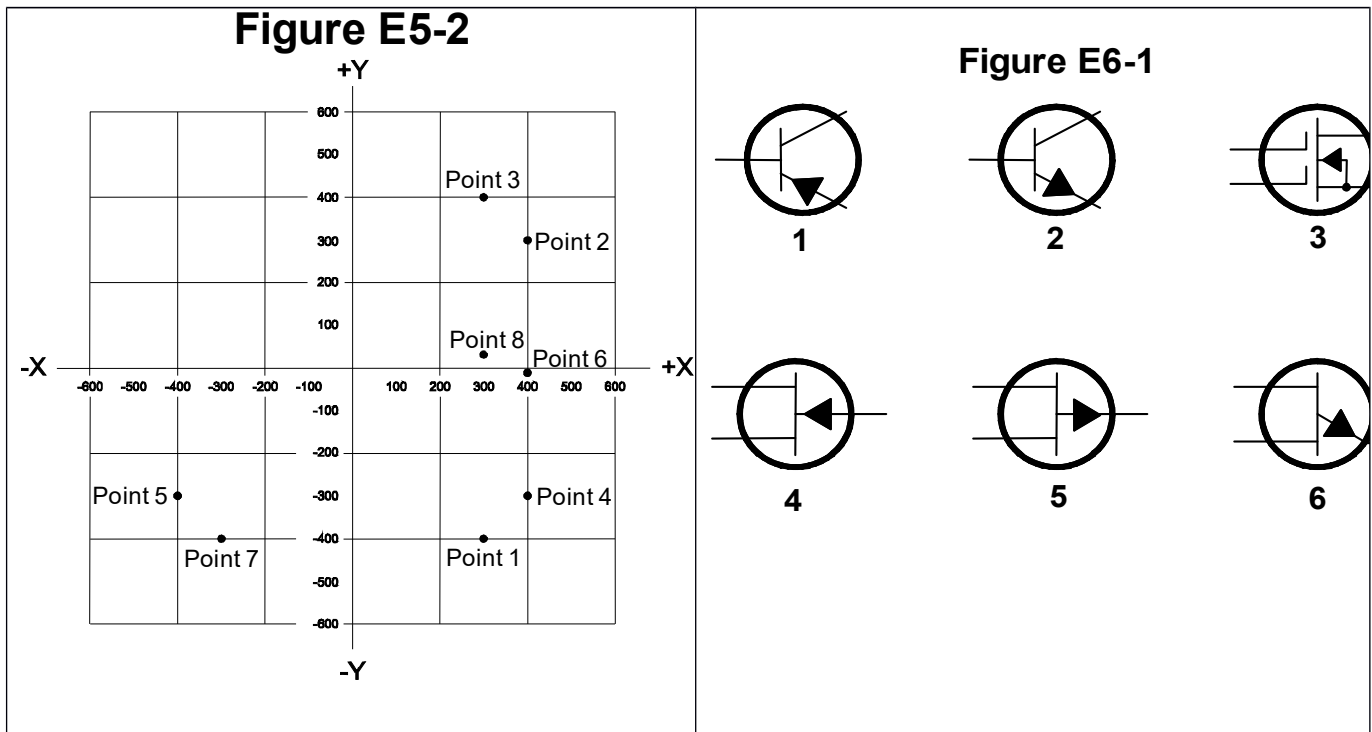 Figure E5-2
+Y
600
500
Point 3
400
300
Point 2
200
100
Point 8
Point 6
-X
+X
-600 -500 -400 -300 -200 -100 100 200 300 400 500 600
-100
-200
Point 5
-300
Point 4
-400
Point 7
Point 1
-500
-600
-Y
Figure E6-1
1 2 3
4 5 6